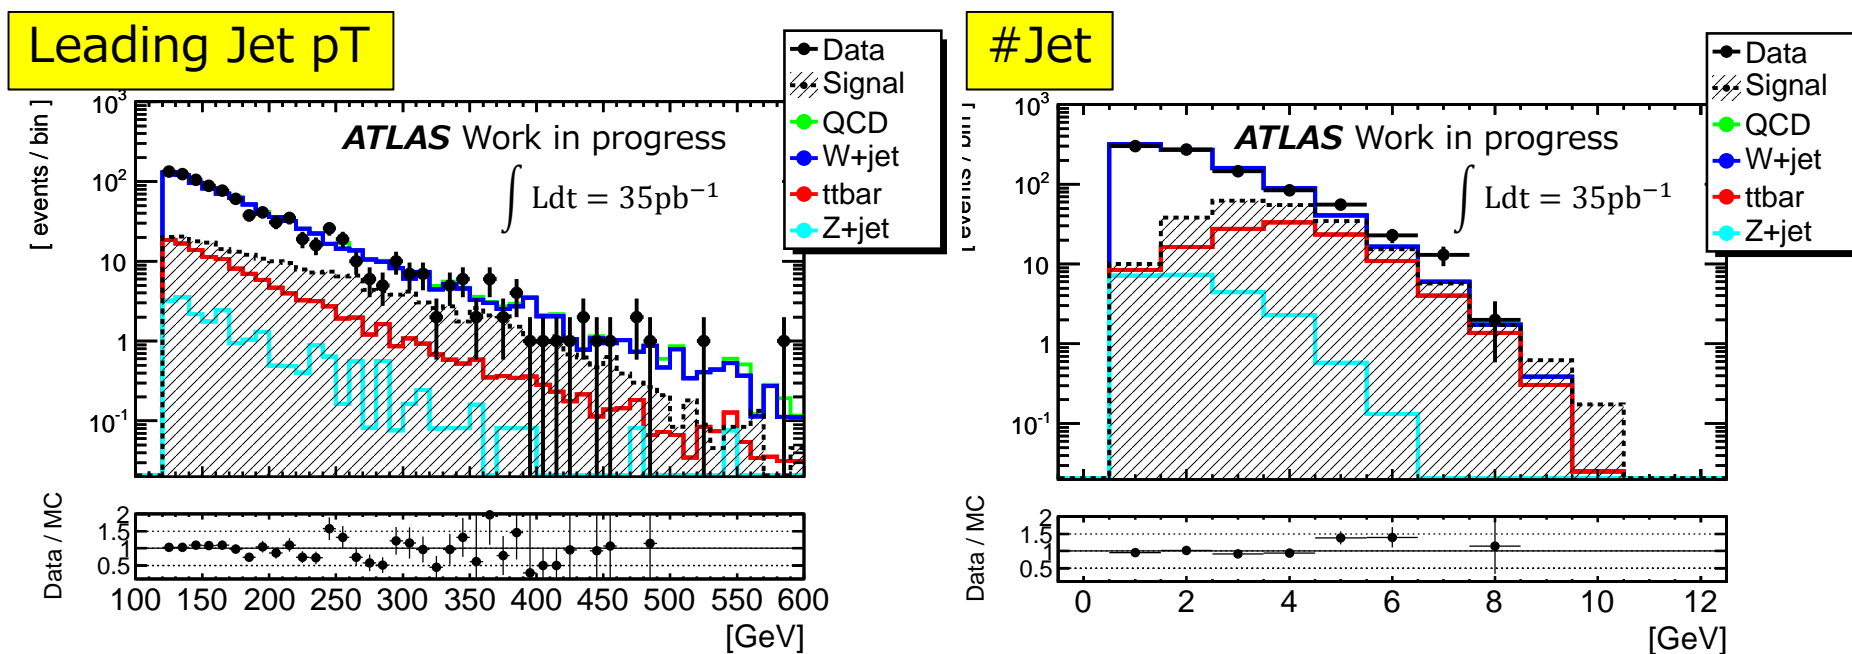 Leading Jet pT
Data
Signal
QCD
W+jet
ttbar
Z+jet
ATLAS Work in progress
∫ Ldt = 35pb⁻¹
[ events / bin ]
10³
10²
10
1
10⁻¹
Data / MC
2
1.5
1
0.5
100 150 200 250 300 350 400 450 500 550 600
[GeV]
#Jet
Data
Signal
QCD
W+jet
ttbar
Z+jet
ATLAS Work in progress
∫ Ldt = 35pb⁻¹
[ events / bin ]
10³
10²
10
1
10⁻¹
Data / MC
2
1.5
1
0.5
0 2 4 6 8 10 12
[GeV]